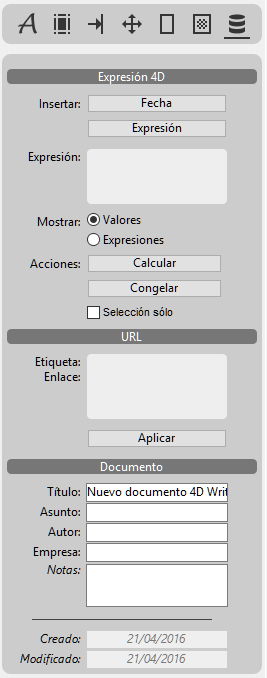 A
Expresión 4D
Insertar: Fecha
Expresión
Expresión:
Mostrar: Valores
Expresiones
Acciones: Calcular
Congelar
Selección sólo
URL
Etiqueta:
Enlace:
Aplicar
Documento
Título: Nuevo documento 4D Writ
Asunto:
Autor:
Empresa:
Notas:
Creado: 21/04/2016
Modificado: 21/04/2016